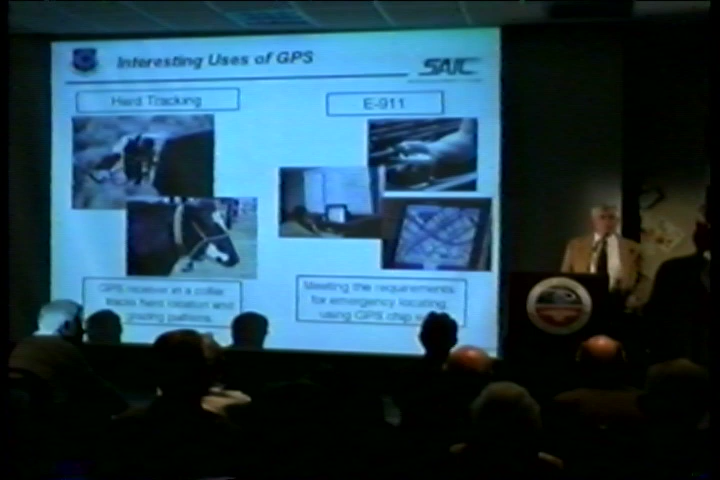 Interesting Uses of GPS
SAIC
Herd Tracking
E-911
GPS receiver in a collar
tracks herd rotation and
grazing patterns.
Meeting the requirements
for emergency locating
using GPS chip